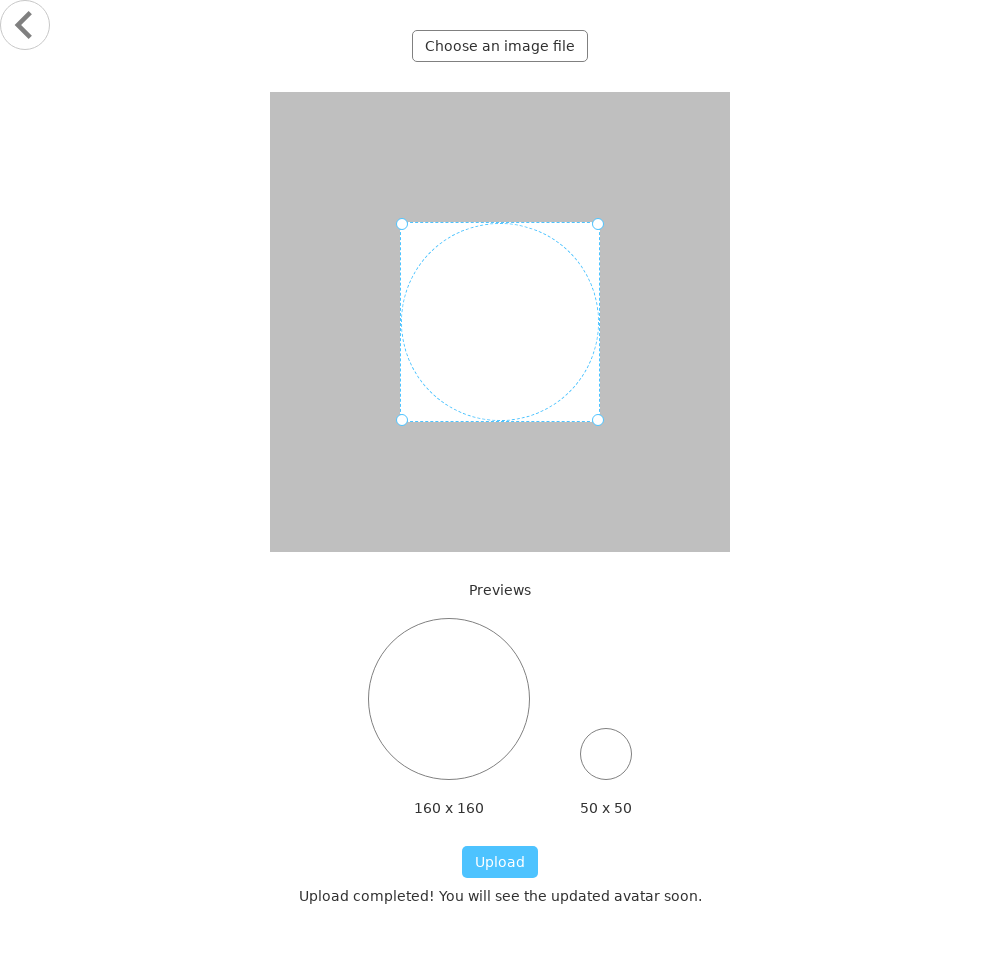 Choose an image file
Previews
160 x 160
50 x 50
Upload
Upload completed! You will see the updated avatar soon.